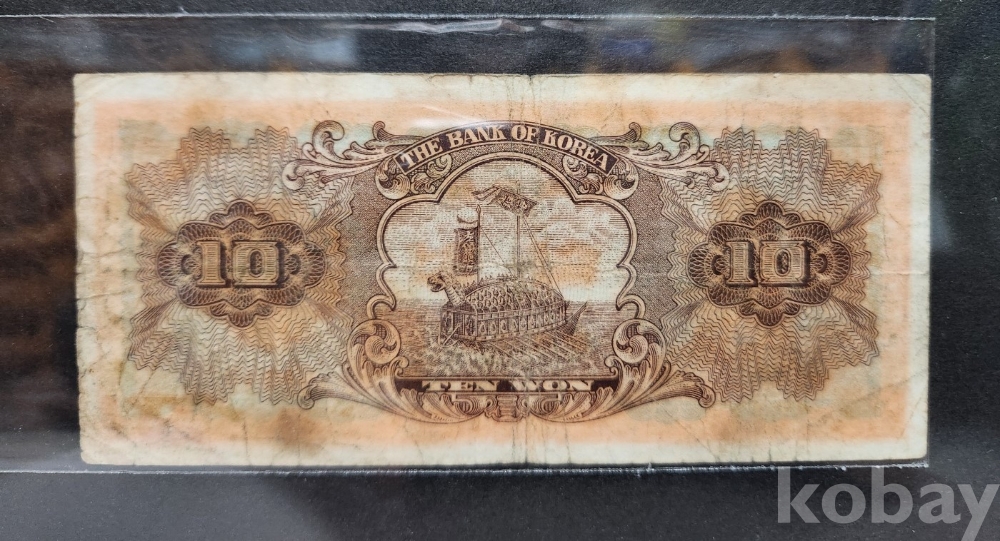 THE BANK OF KOREA
10
10
TEN WON
kobay